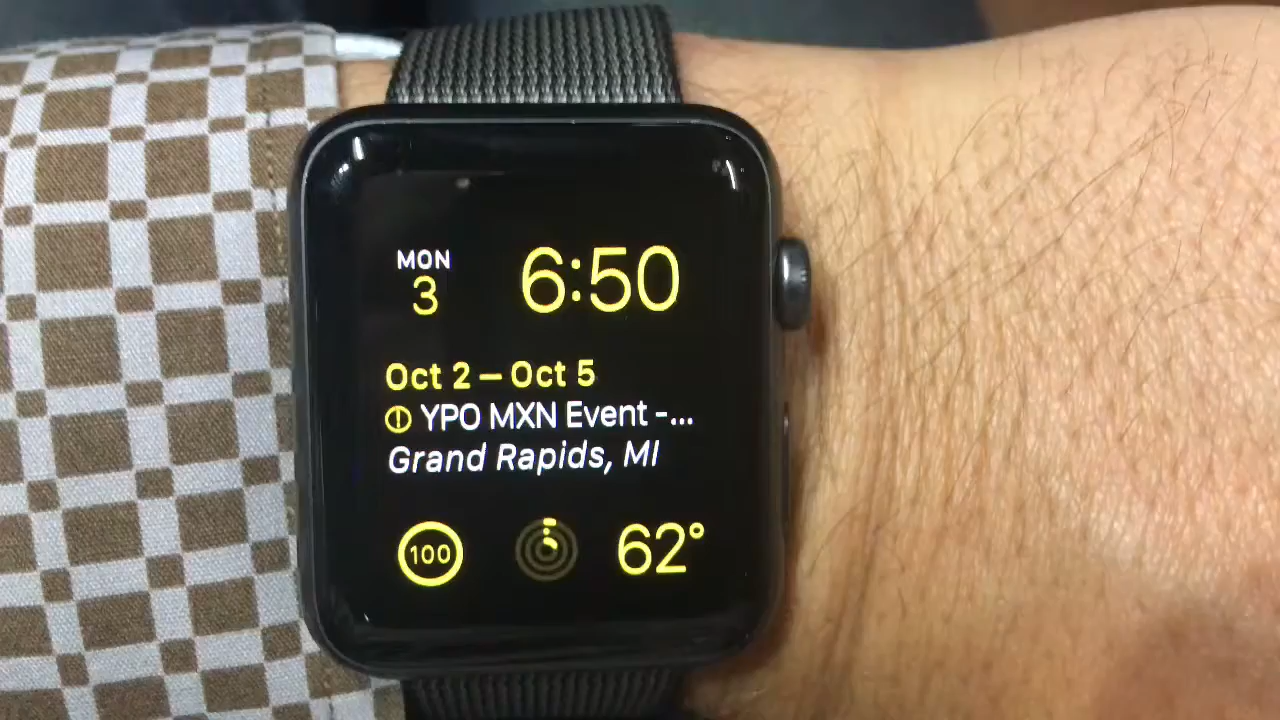 MON
3
6:50
Oct 2 – Oct 5
YPO MXN Event -...
Grand Rapids, MI
100
62°